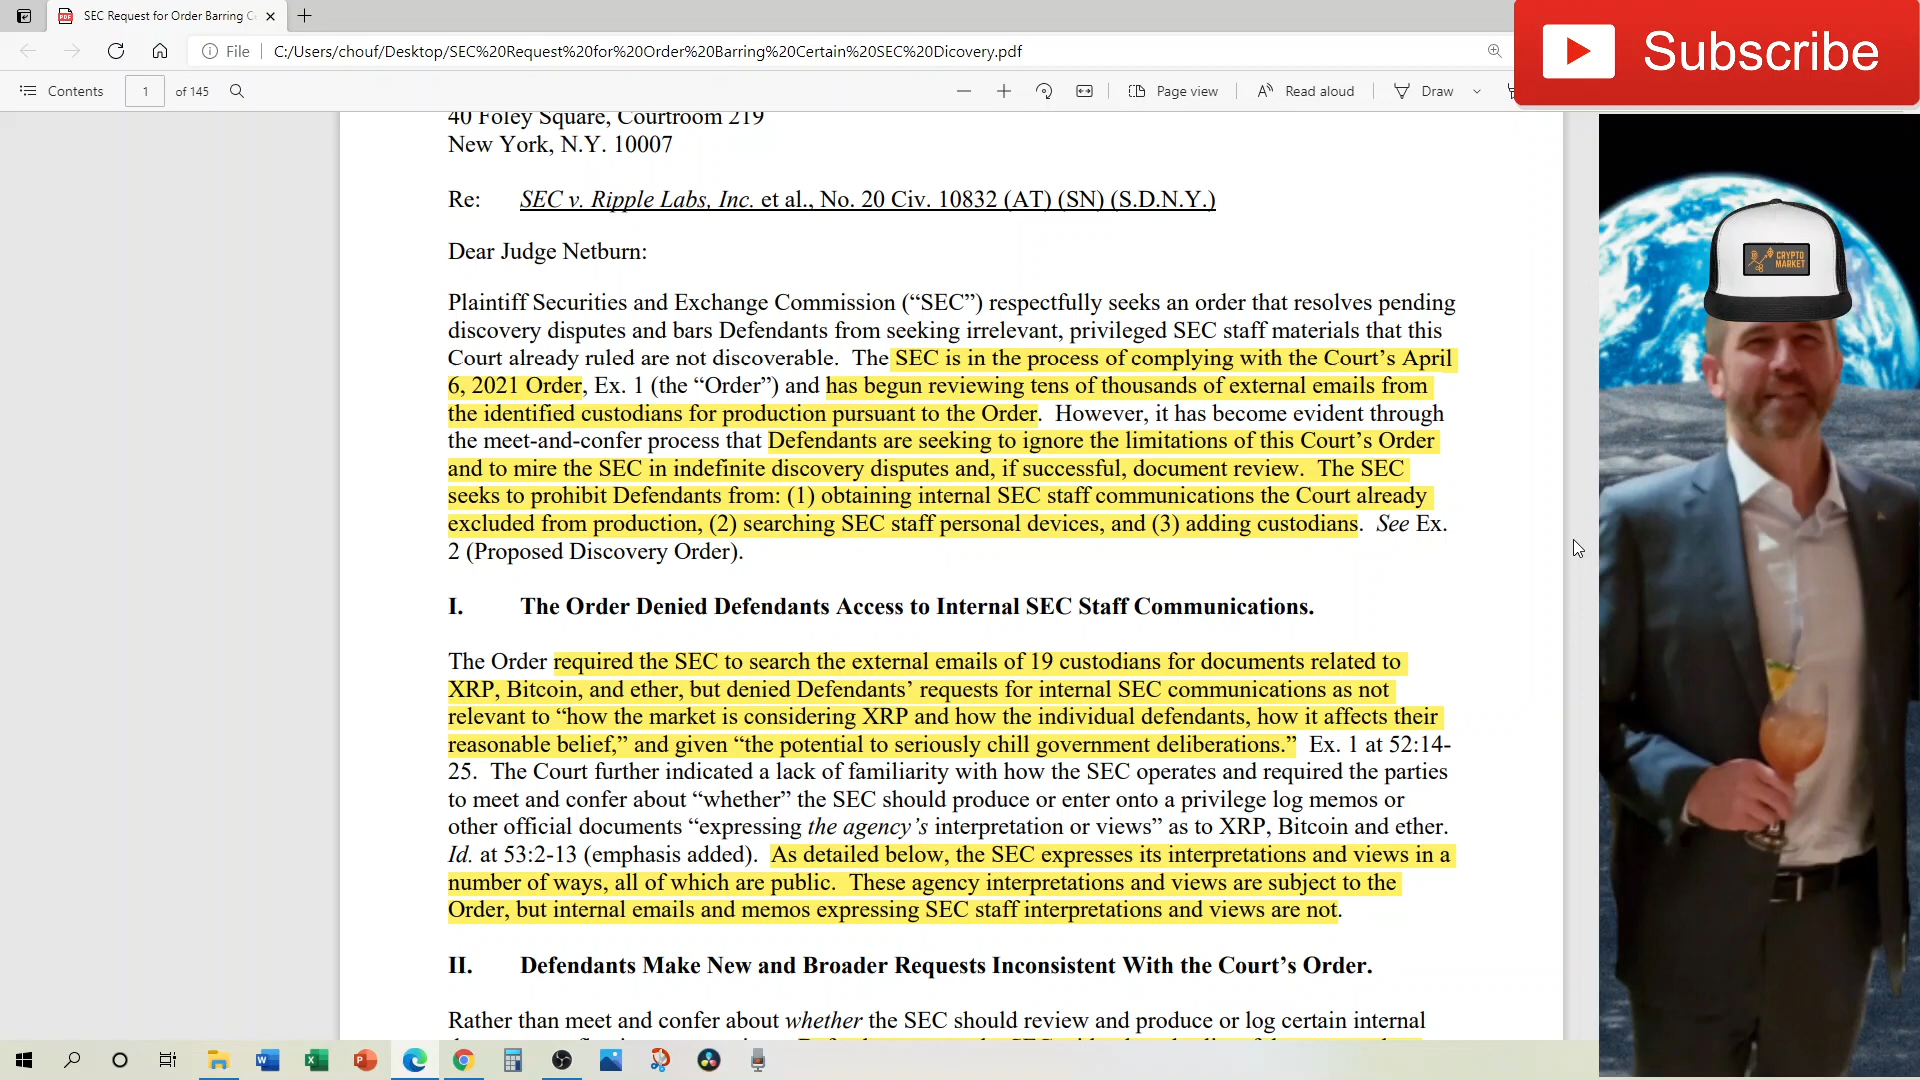 SEC Request for Order Barring C
File
C:/Users/chouf/Desktop/SEC%20Request%20for%20Order%20Barring%20Certain%20SEC%20Dicovery.pdf
Subscribe
Contents
1
of 145
Page view
Read aloud
Draw
40 Foley Square, Courtroom 219
New York, N.Y. 10007
Re: SEC v. Ripple Labs, Inc. et al., No. 20 Civ. 10832 (AT) (SN) (S.D.N.Y.)
Dear Judge Netburn:
Plaintiff Securities and Exchange Commission (“SEC”) respectfully seeks an order that resolves pending
discovery disputes and bars Defendants from seeking irrelevant, privileged SEC staff materials that this
Court already ruled are not discoverable. The SEC is in the process of complying with the Court’s April
6, 2021 Order, Ex. 1 (the “Order”) and has begun reviewing tens of thousands of external emails from
the identified custodians for production pursuant to the Order. However, it has become evident through
the meet-and-confer process that Defendants are seeking to ignore the limitations of this Court’s Order
and to mire the SEC in indefinite discovery disputes and, if successful, document review. The SEC
seeks to prohibit Defendants from: (1) obtaining internal SEC staff communications the Court already
excluded from production, (2) searching SEC staff personal devices, and (3) adding custodians. See Ex.
2 (Proposed Discovery Order).
I. The Order Denied Defendants Access to Internal SEC Staff Communications.
The Order required the SEC to search the external emails of 19 custodians for documents related to
XRP, Bitcoin, and ether, but denied Defendants’ requests for internal SEC communications as not
relevant to “how the market is considering XRP and how the individual defendants, how it affects their
reasonable belief,” and given “the potential to seriously chill government deliberations.” Ex. 1 at 52:14-
25. The Court further indicated a lack of familiarity with how the SEC operates and required the parties
to meet and confer about “whether” the SEC should produce or enter onto a privilege log memos or
other official documents “expressing the agency’s interpretation or views” as to XRP, Bitcoin and ether.
Id. at 53:2-13 (emphasis added). As detailed below, the SEC expresses its interpretations and views in a
number of ways, all of which are public. These agency interpretations and views are subject to the
Order, but internal emails and memos expressing SEC staff interpretations and views are not.
II. Defendants Make New and Broader Requests Inconsistent With the Court’s Order.
Rather than meet and confer about whether the SEC should review and produce or log certain internal
CRYPTO
MARKET